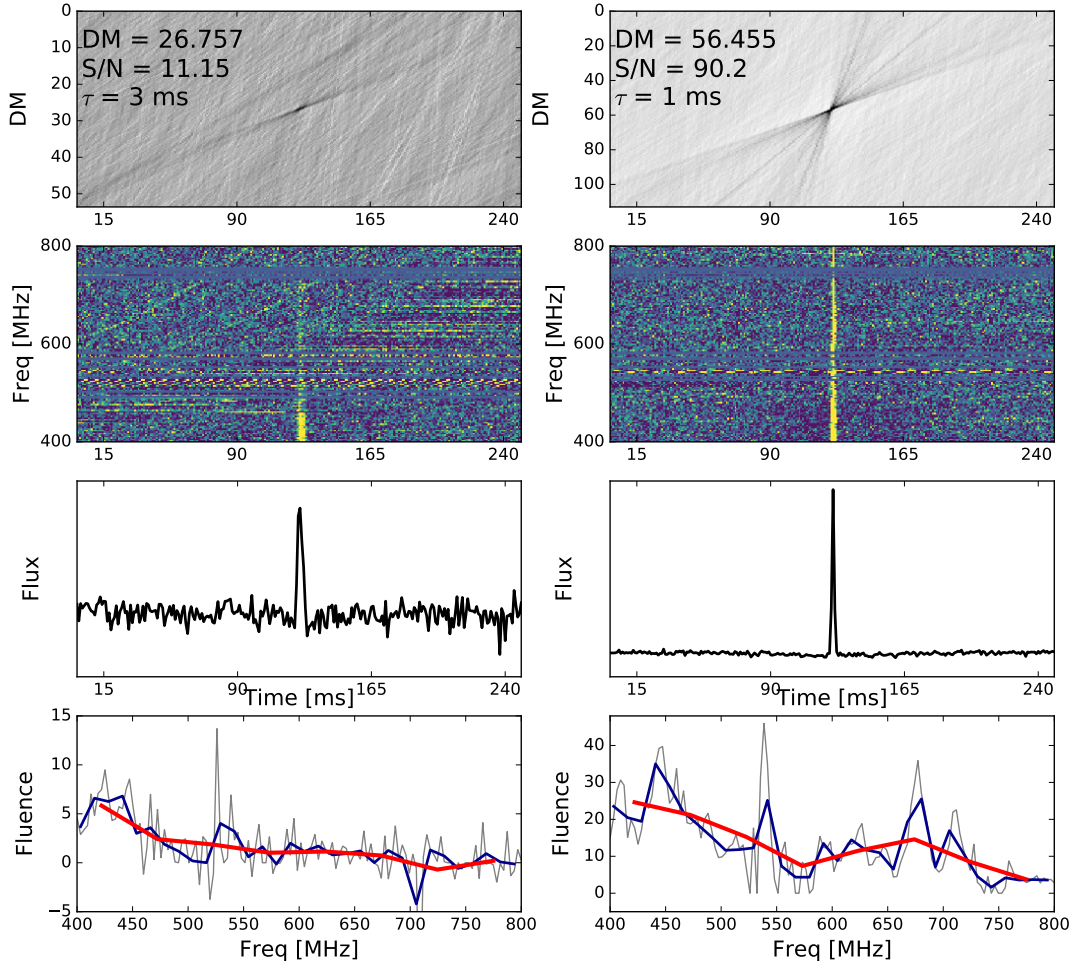 0
10
20
30
40
50
DM
DM = 26.757
S/N = 11.15
τ = 3 ms
15 90 165 240
0
20
40
60
80
100
DM
DM = 56.455
S/N = 90.2
τ = 1 ms
15 90 165 240
800
600
400
Freq [MHz]
15 90 165 240
800
600
400
Freq [MHz]
15 90 165 240
Flux
15 90 165 240
Time [ms]
Flux
15 90 165 240
Time [ms]
15
10
5
0
−5
Fluence
400 450 500 550 600 650 700 750 800
Freq [MHz]
40
30
20
10
0
Fluence
400 450 500 550 600 650 700 750 800
Freq [MHz]